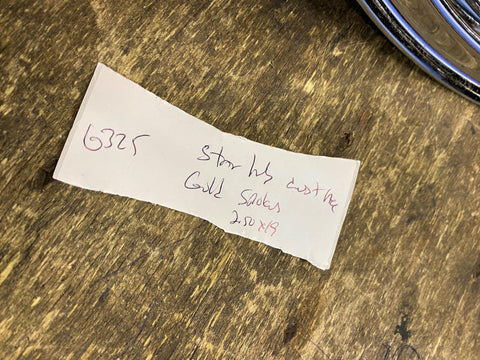 6325
Star hub
Gold Spokes
2.50 x 19